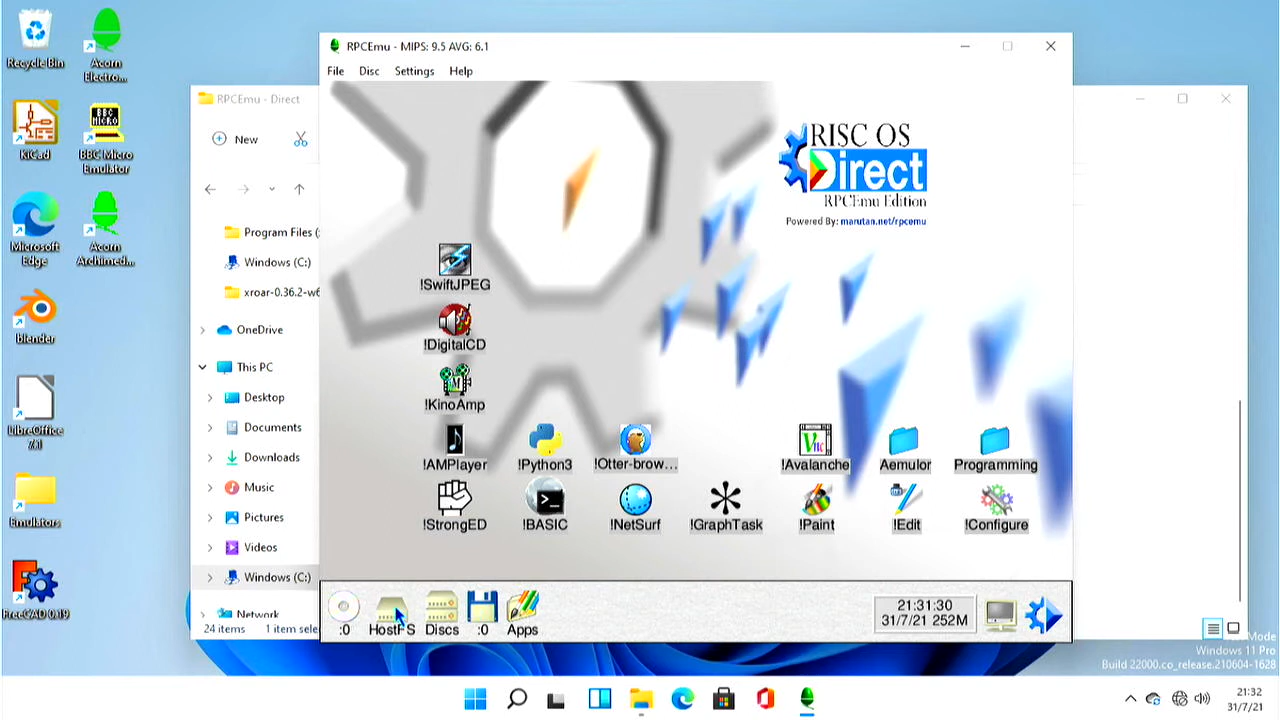 Recycle Bin
Acorn
Electro...
KiCad
BBC MICRO
BBC Micro
Emulator
Microsoft
Edge
Acorn
Archimed...
Blender
LibreOffice
7.1
Emulators
FreeCAD 0.19
RPCEmu - Direct
New
Program Files (
Windows (C:)
xroar-0.36.2-w6
OneDrive
This PC
Desktop
Documents
Downloads
Music
Pictures
Videos
Windows (C:)
Network
24 items 1 item sele
RPCEmu - MIPS: 9.5 AVG: 6.1
File Disc Settings Help
RISC OS
Direct
RPCEmu Edition
Powered By: marutan.net/rpcemu
!SwiftJPEG
!DigitalCD
!KinoAmp
!AMPlayer !Python3 !Otter-brow... !Avalanche Aemulor Programming
!StrongED !BASIC !NetSurf !GraphTask !Paint !Edit !Configure
:0 HostFS Discs :0 Apps
21:31:30
31/7/21 252M
Mode
Windows 11 Pro
Build 22000.co_release.210604-1628
21:32
31/7/21